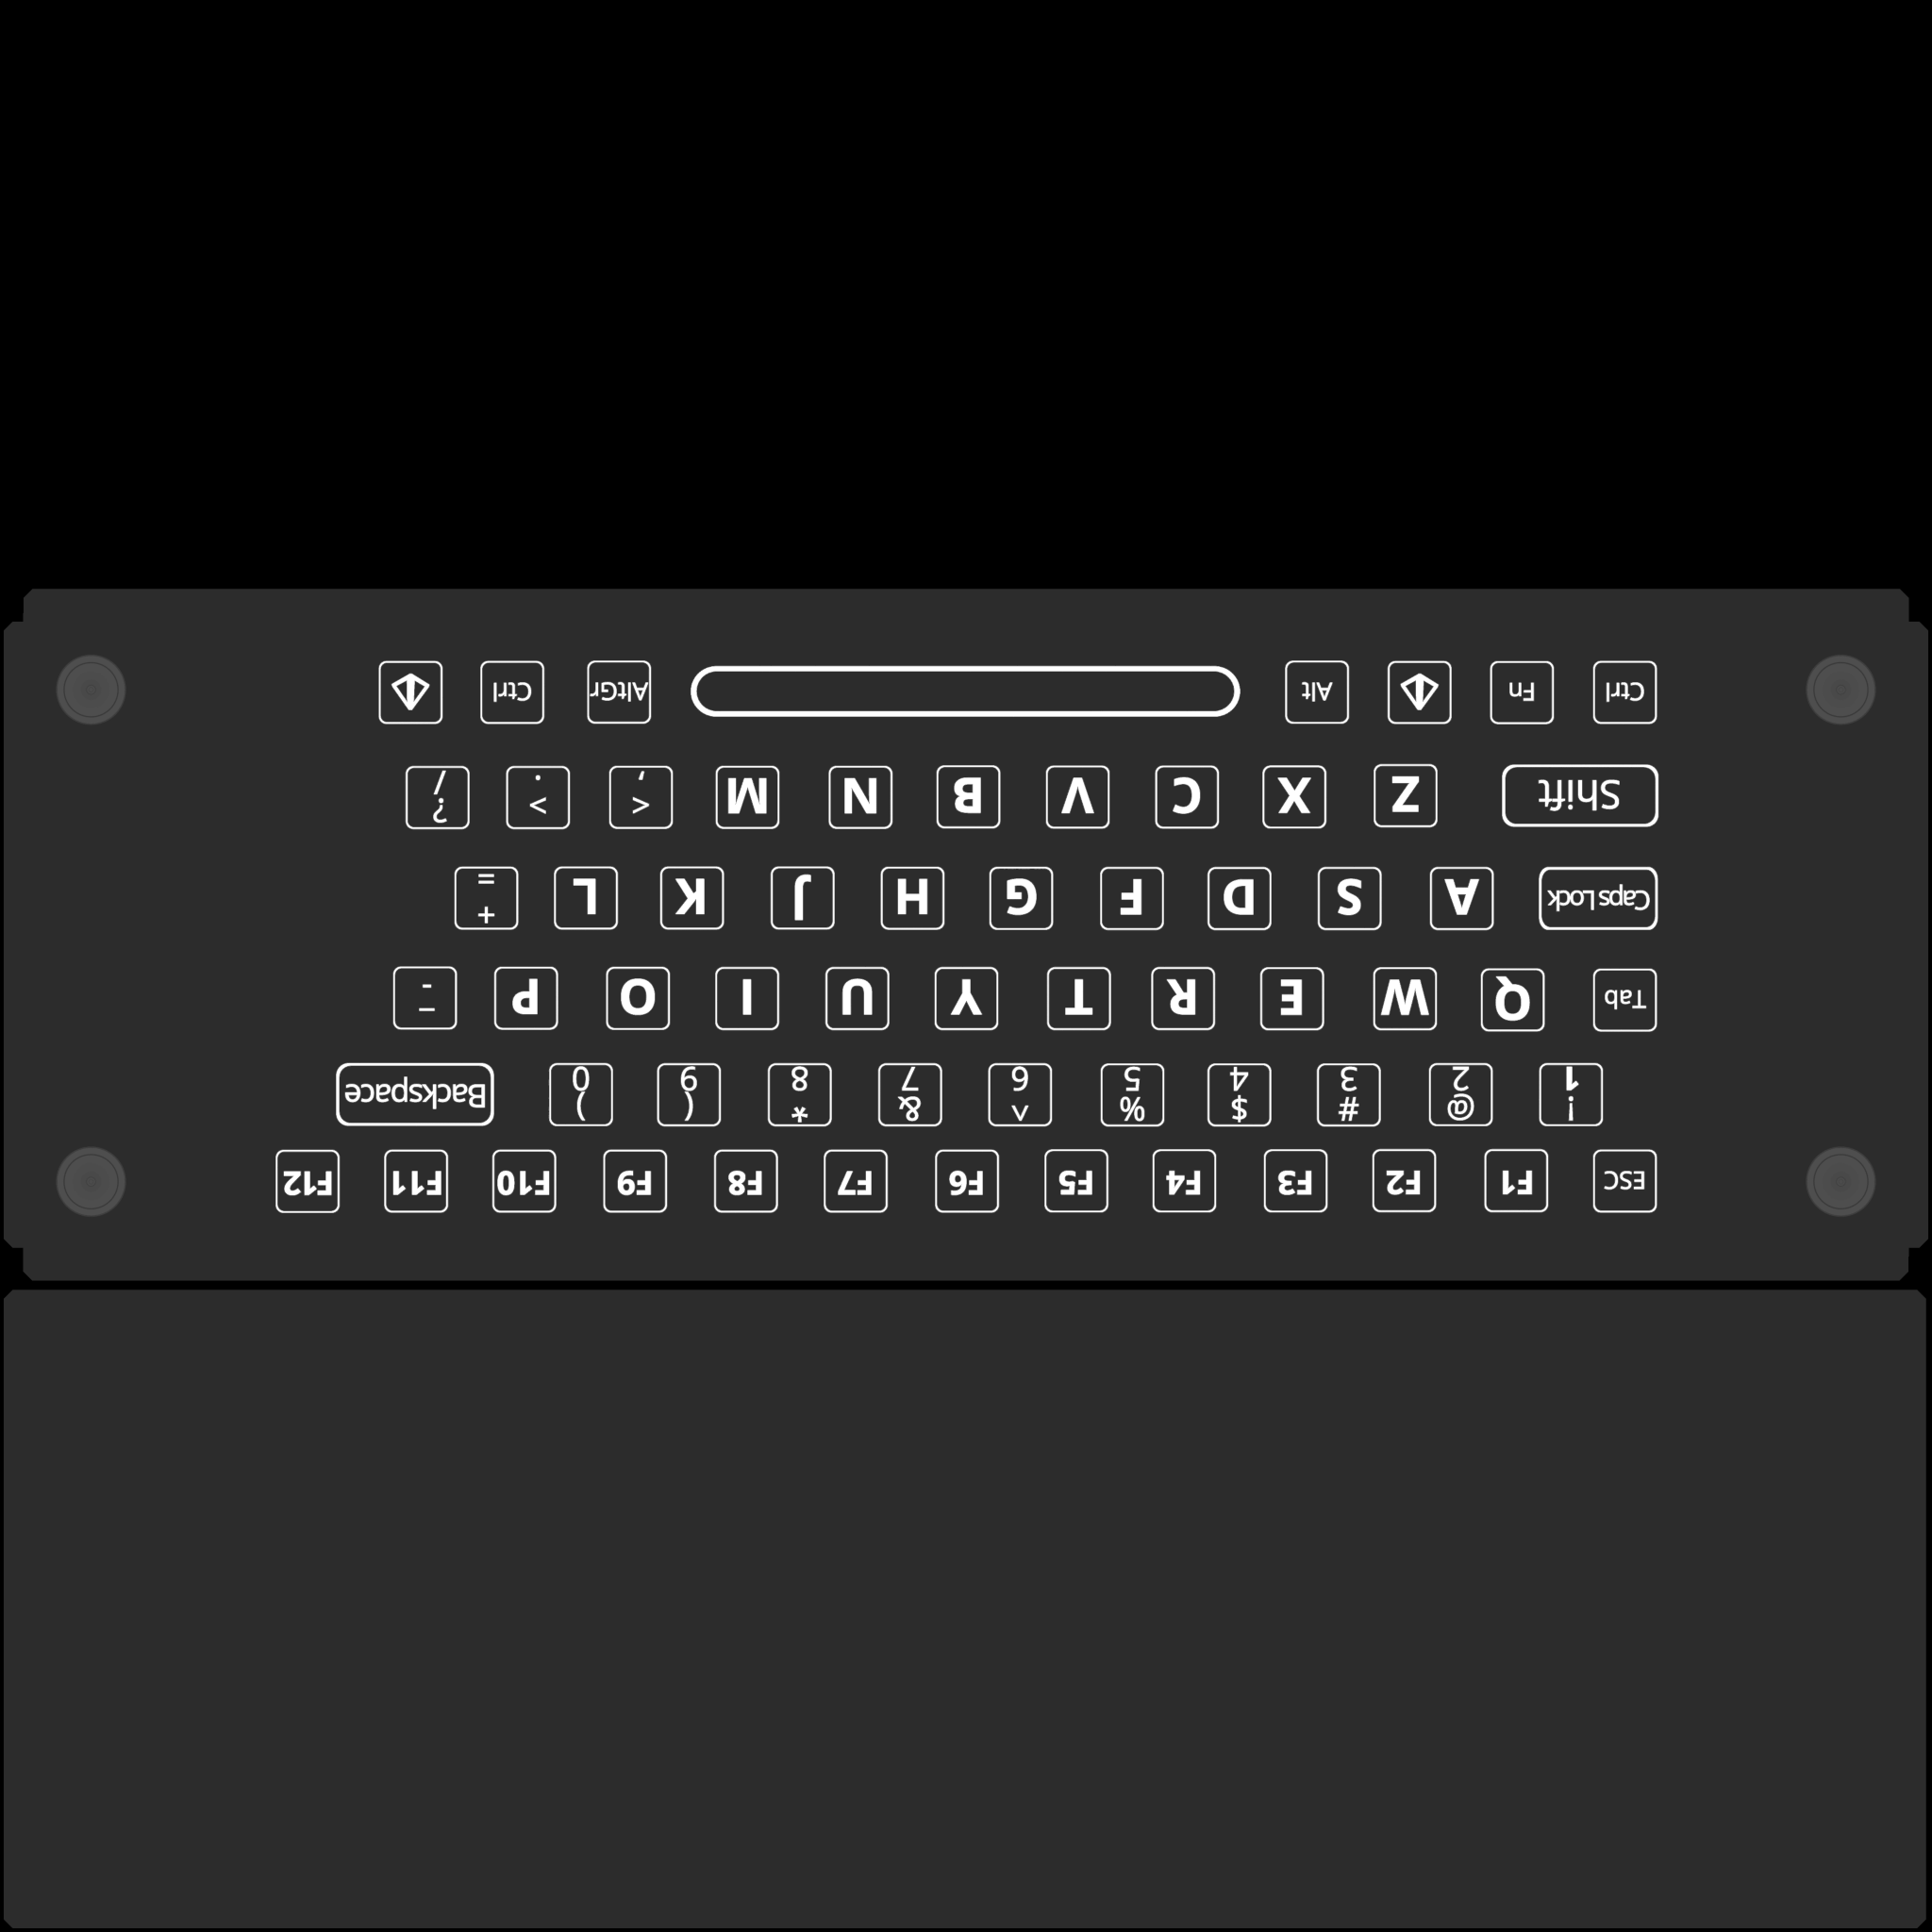 ESC F1 F2 F3 F4 F5 F6 F7 F8 F9 F10 F11 F12
! @ # $ % ^ & * ( )
1 2 3 4 5 6 7 8 9 0 Backspace
Tab Q W E R T Y U I O P _ -
Caps Lock A S D F G H J K L + =
Shift Z X C V B N M < , > . ? /
Ctrl Fn Alt AltGr Ctrl